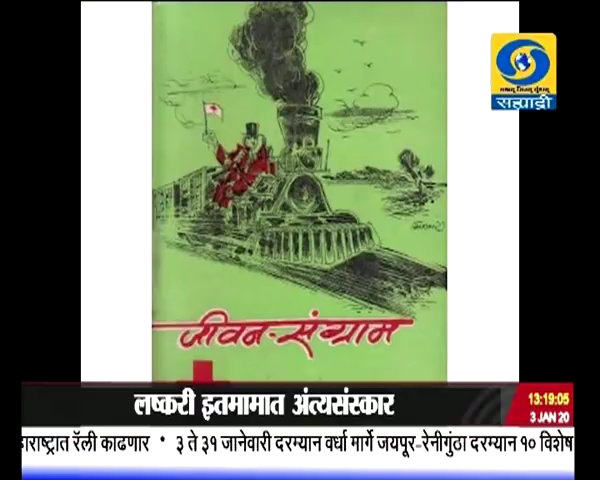 सह्याद्री
जीवन-संग्राम
लष्करी इतमामात अंत्यसंस्कार
13:19:05
3 JAN 20
हाराष्ट्रात रॅली काढणार * ३ ते ३१ जानेवारी दरम्यान वर्धा मार्गे जयपूर-रेनीगुंठा दरम्यान १० विशेष